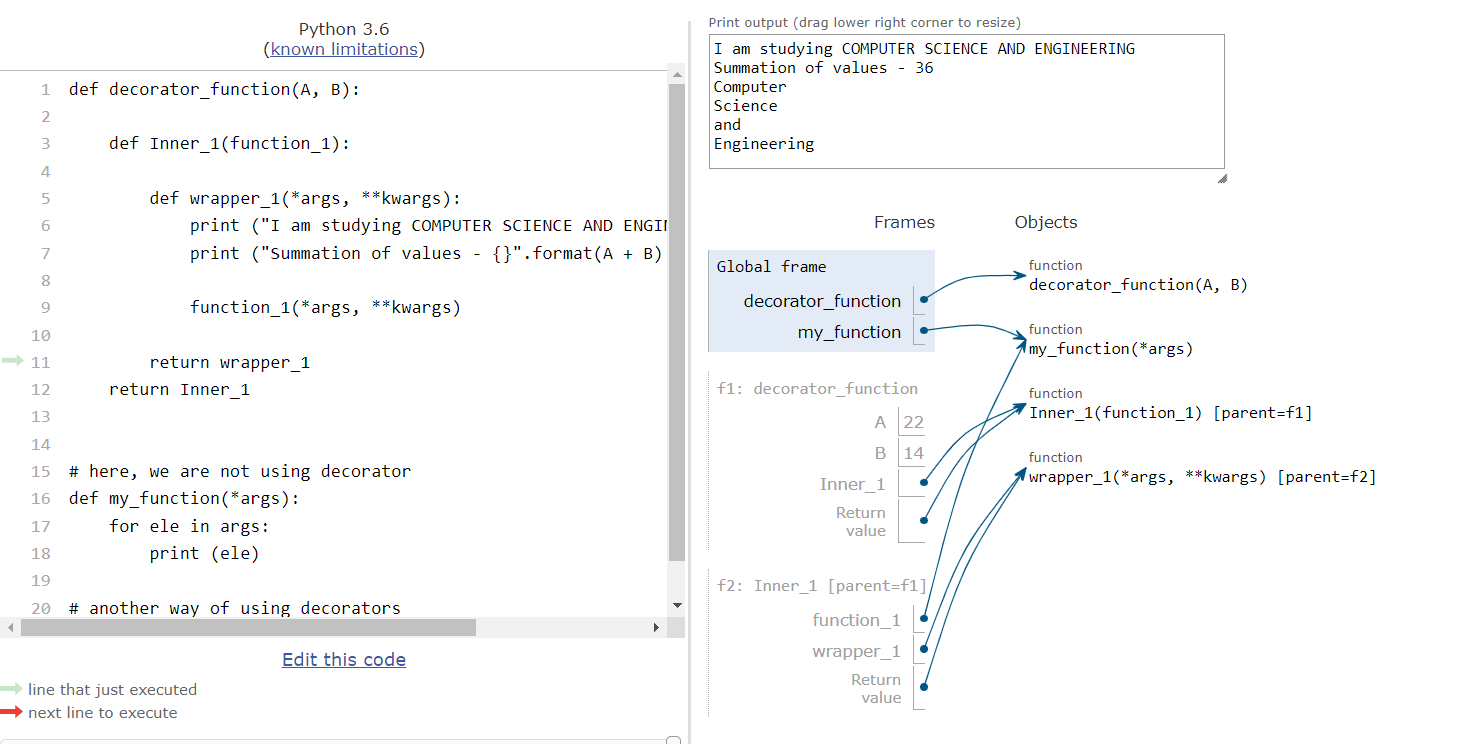 Python 3.6
(known limitations)
1 def decorator_function(A, B):
2
3 def Inner_1(function_1):
4
5 def wrapper_1(*args, **kwargs):
6 print ("I am studying COMPUTER SCIENCE AND ENGI
7 print ("Summation of values - {}".format(A + B)
8
9 function_1(*args, **kwargs)
10
11 return wrapper_1
12 return Inner_1
13
14
15 # here, we are not using decorator
16 def my_function(*args):
17 for ele in args:
18 print (ele)
19
20 # another way of using decorators
Edit this code
line that just executed
next line to execute
Print output (drag lower right corner to resize)
I am studying COMPUTER SCIENCE AND ENGINEERING
Summation of values - 36
Computer
Science
and
Engineering
Frames Objects
Global frame
decorator_function
my_function
f1: decorator_function
A 22
B 14
Inner_1
Return
value
f2: Inner_1 [parent=f1]
function_1
wrapper_1
Return
value
function
decorator_function(A, B)
function
my_function(*args)
function
Inner_1(function_1) [parent=f1]
function
wrapper_1(*args, **kwargs) [parent=f2]